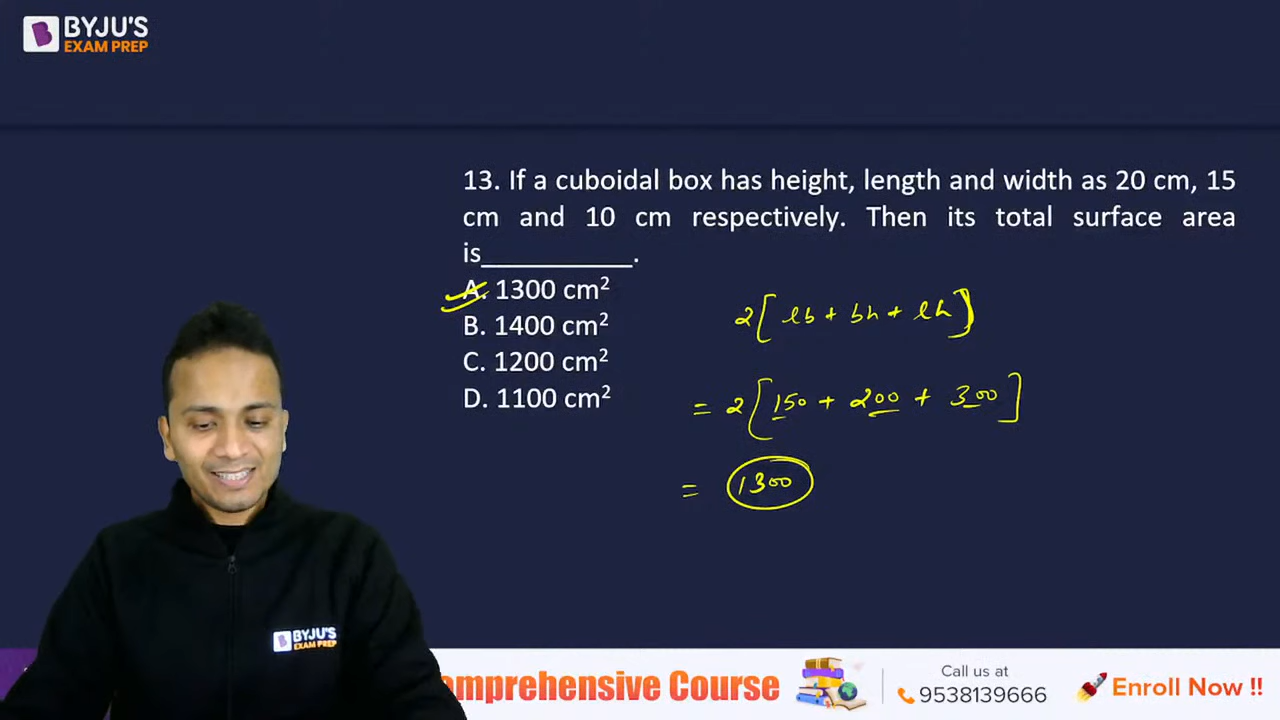 BYJU'S
EXAM PREP
13. If a cuboidal box has height, length and width as 20 cm, 15
cm and 10 cm respectively. Then its total surface area
is__________.
A. 1300 cm²
B. 1400 cm²
C. 1200 cm²
D. 1100 cm²
2[lb + bh + lh]
= 2[150 + 200 + 300]
= 1300
BYJU'S
EXAM PREP
omprehensive Course
Call us at
9538139666
Enroll Now !!